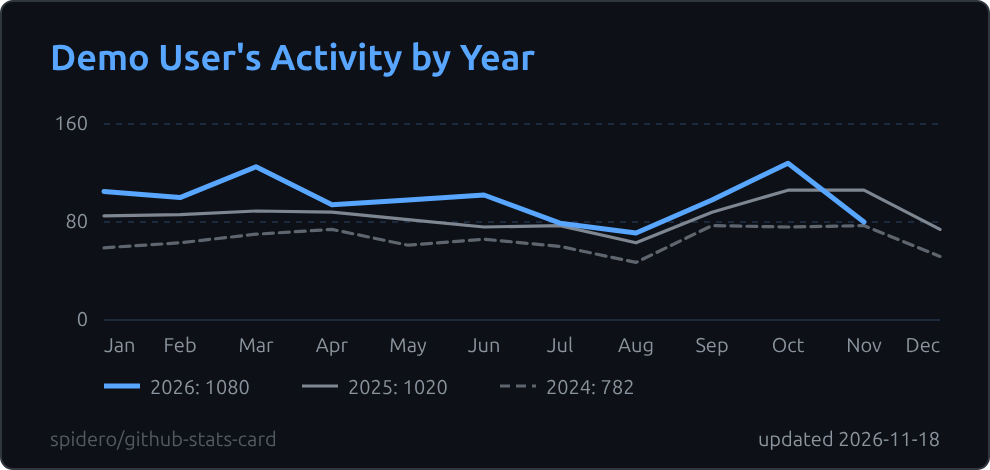 Demo User's Activity by Year
160
80
0
Jan Feb Mar Apr May Jun Jul Aug Sep Oct Nov Dec
2026: 1080 2025: 1020 2024: 782
spidero/github-stats-card updated 2026-11-18